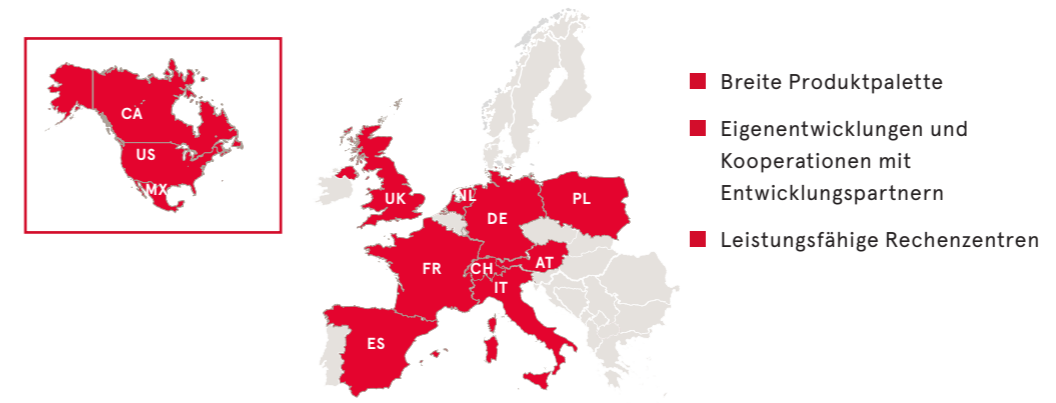 CA
US
MX
UK
NL
DE
PL
FR
CH
AT
IT
ES
Breite Produktpalette
Eigenentwicklungen und
Kooperationen mit
Entwicklungspartnern
Leistungsfähige Rechenzentren